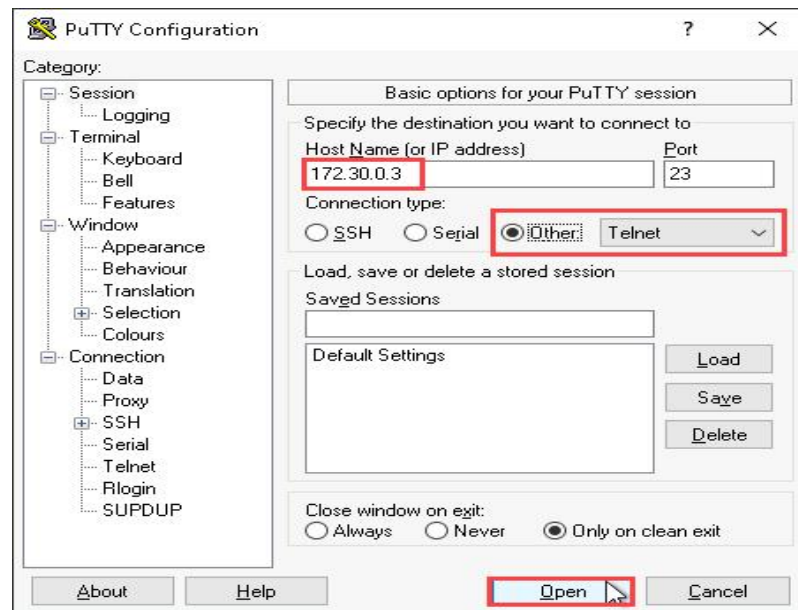 PuTTY Configuration
?
Category:
Session
Logging
Terminal
Keyboard
Bell
Features
Window
Appearance
Behaviour
Translation
Selection
Colours
Connection
Data
Proxy
SSH
Serial
Telnet
Rlogin
SUPDUP
Basic options for your PuTTY session
Specify the destination you want to connect to
Host Name (or IP address)
Port
172.30.0.3
23
Connection type:
SSH
Serial
Other:
Telnet
Load, save or delete a stored session
Saved Sessions
Default Settings
Load
Save
Delete
Close window on exit:
Always
Never
Only on clean exit
About
Help
Open
Cancel